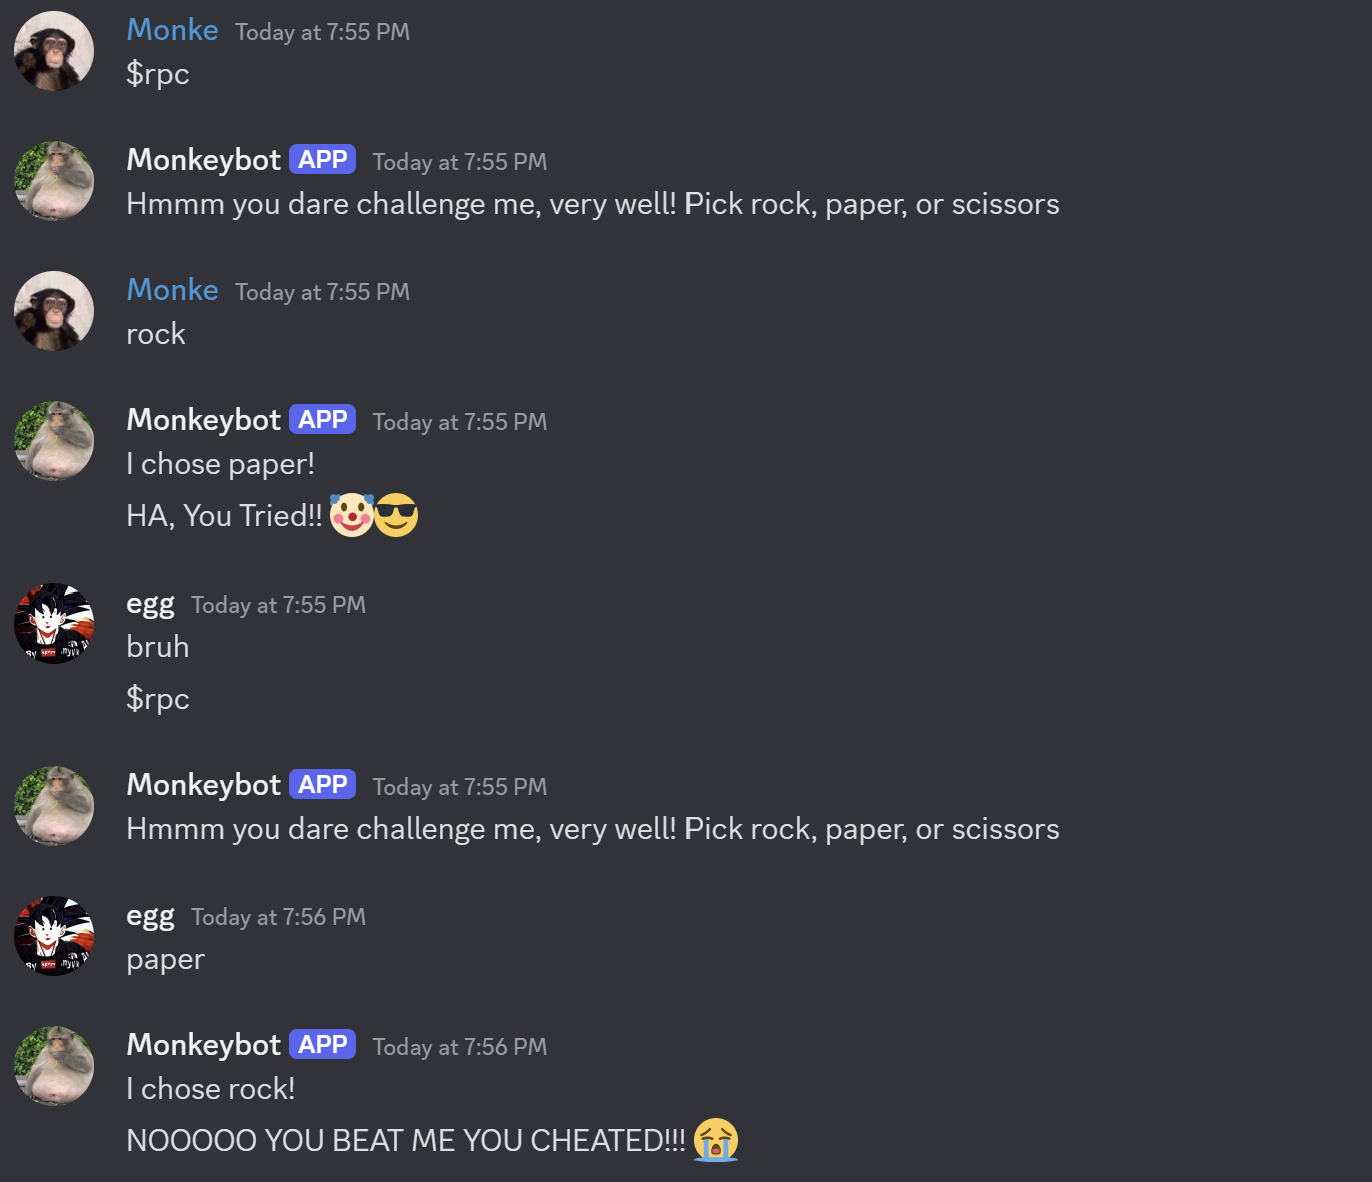 Monke Today at 7:55 PM
$rpc
Monkeybot APP Today at 7:55 PM
Hmmm you dare challenge me, very well! Pick rock, paper, or scissors
Monke Today at 7:55 PM
rock
Monkeybot APP Today at 7:55 PM
I chose paper!
HA, You Tried!! 🤡😎
egg Today at 7:55 PM
bruh
$rpc
Monkeybot APP Today at 7:55 PM
Hmmm you dare challenge me, very well! Pick rock, paper, or scissors
egg Today at 7:56 PM
paper
Monkeybot APP Today at 7:56 PM
I chose rock!
NOOOOO YOU BEAT ME YOU CHEATED!!! 😭